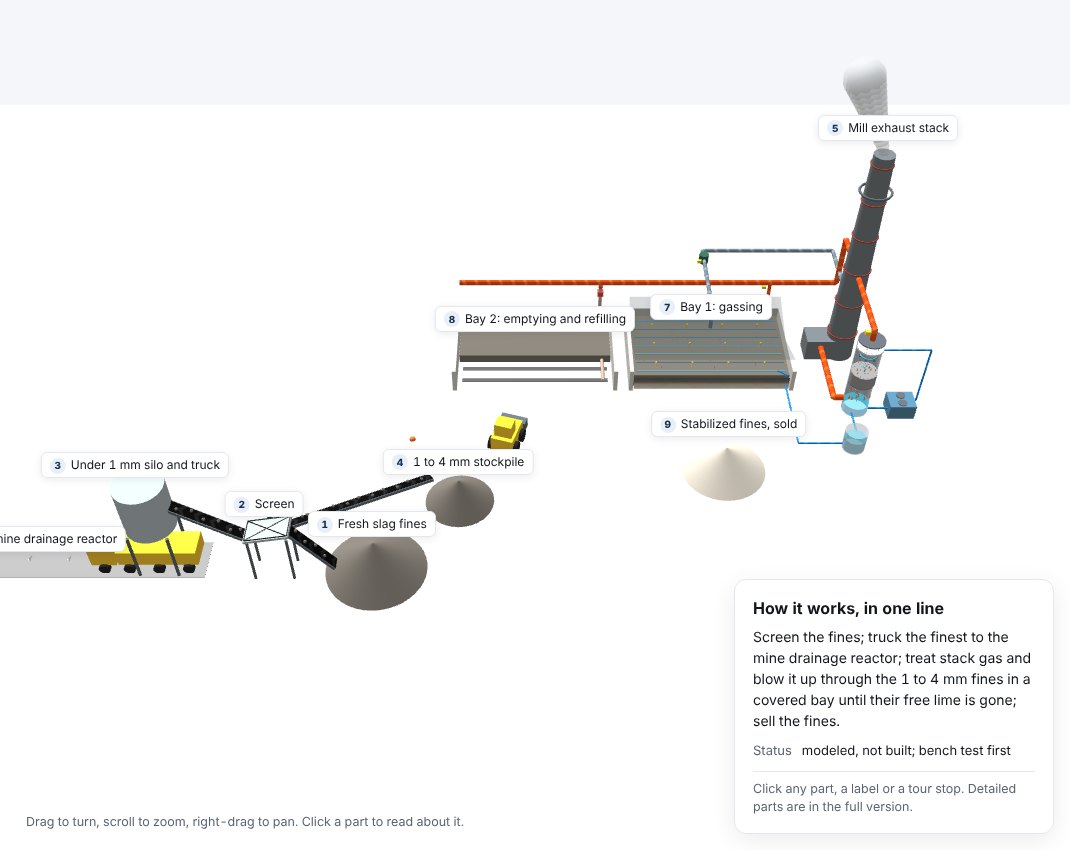 5 Mill exhaust stack
7 Bay 1: gassing
8 Bay 2: emptying and refilling
9 Stabilized fines, sold
3 Under 1 mm silo and truck
4 1 to 4 mm stockpile
2 Screen
1 Fresh slag fines
mine drainage reactor
How it works, in one line
Screen the fines; truck the finest to the
mine drainage reactor; treat stack gas and
blow it up through the 1 to 4 mm fines in a
covered bay until their free lime is gone;
sell the fines.
Status modeled, not built; bench test first
Click any part, a label or a tour stop. Detailed
parts are in the full version.
Drag to turn, scroll to zoom, right-drag to pan. Click a part to read about it.